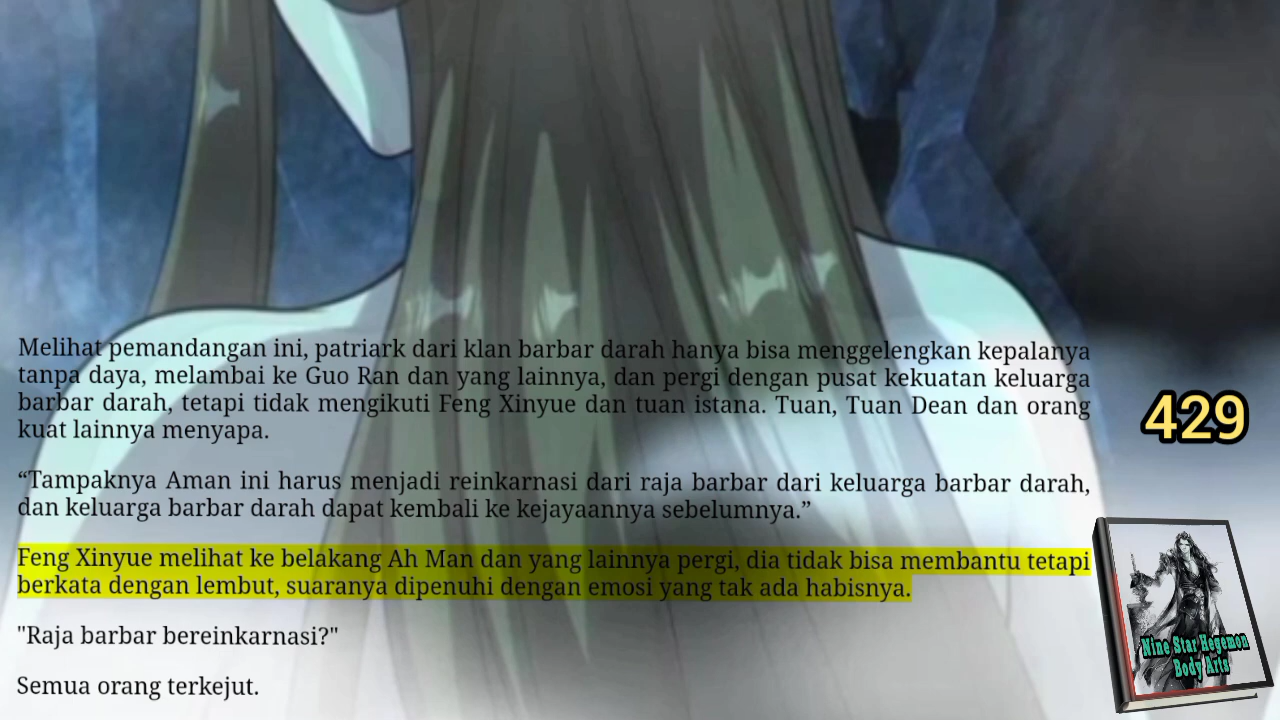 Melihat pemandangan ini, patriark dari klan barbar darah hanya bisa menggelengkan kepalanya
tanpa daya, melambai ke Guo Ran dan yang lainnya, dan pergi dengan pusat kekuatan keluarga
barbar darah, tetapi tidak mengikuti Feng Xinyue dan tuan istana. Tuan, Tuan Dean dan orang
kuat lainnya menyapa.
“Tampaknya Aman ini harus menjadi reinkarnasi dari raja barbar dari keluarga barbar darah,
dan keluarga barbar darah dapat kembali ke kejayaannya sebelumnya.”
Feng Xinyue melihat ke belakang Ah Man dan yang lainnya pergi, dia tidak bisa membantu tetapi
berkata dengan lembut, suaranya dipenuhi dengan emosi yang tak ada habisnya.
"Raja barbar bereinkarnasi?"
Semua orang terkejut.
429
Nine Star Hegemon
Body Arts